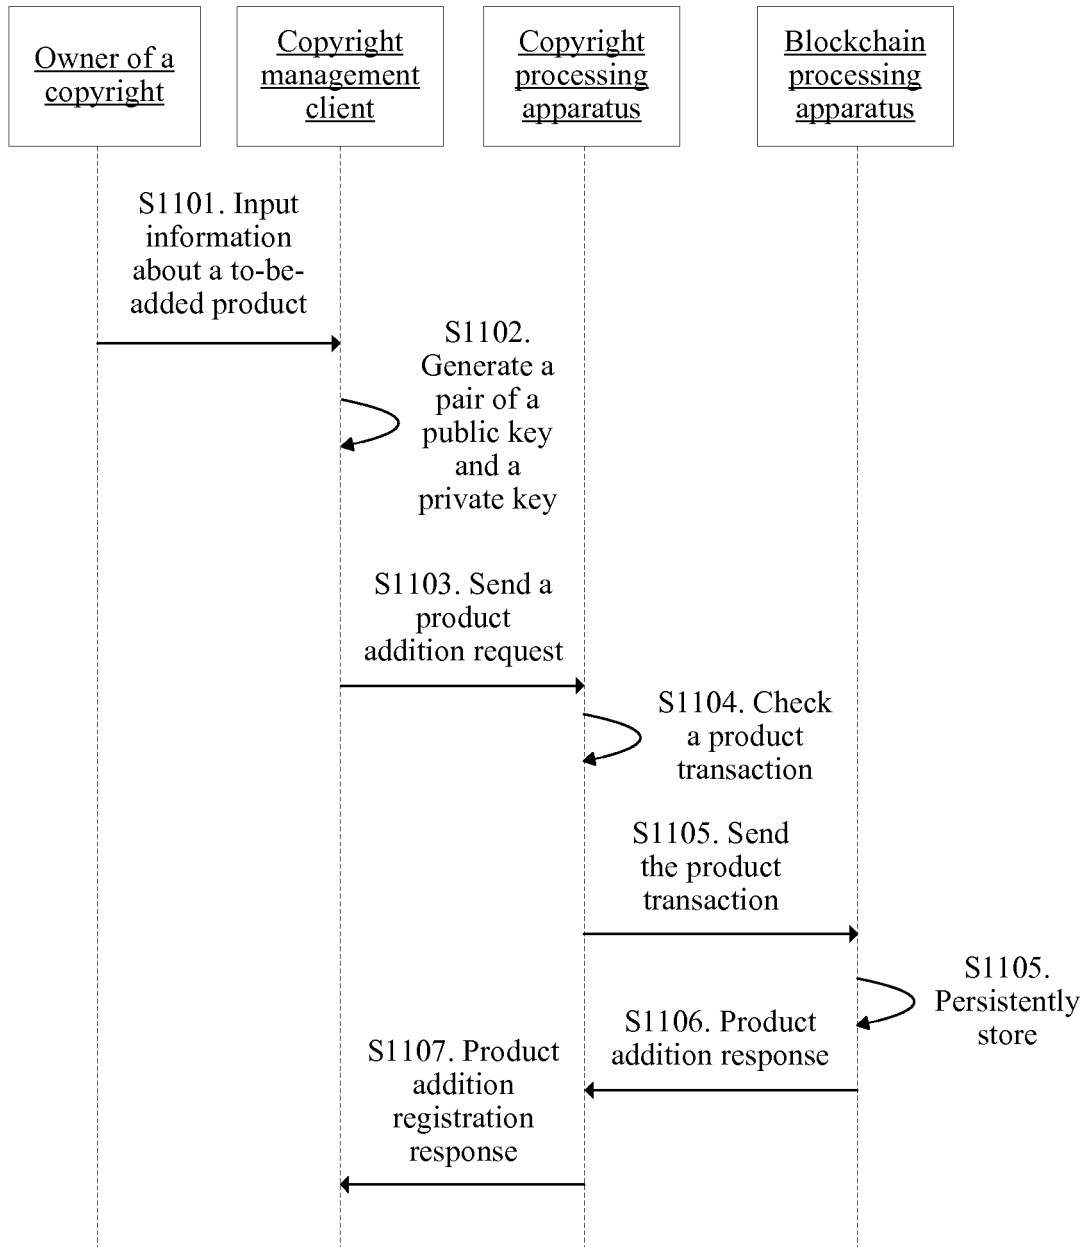 Owner of a
copyright
Copyright
management
client
Copyright
processing
apparatus
Blockchain
processing
apparatus
S1101. Input
information
about a to-be-
added product
S1102.
Generate a
pair of a
public key
and a
private key
S1103. Send a
product
addition request
S1104. Check
a product
transaction
S1105. Send
the product
transaction
S1105.
Persistently
store
S1106. Product
addition response
S1107. Product
addition
registration
response